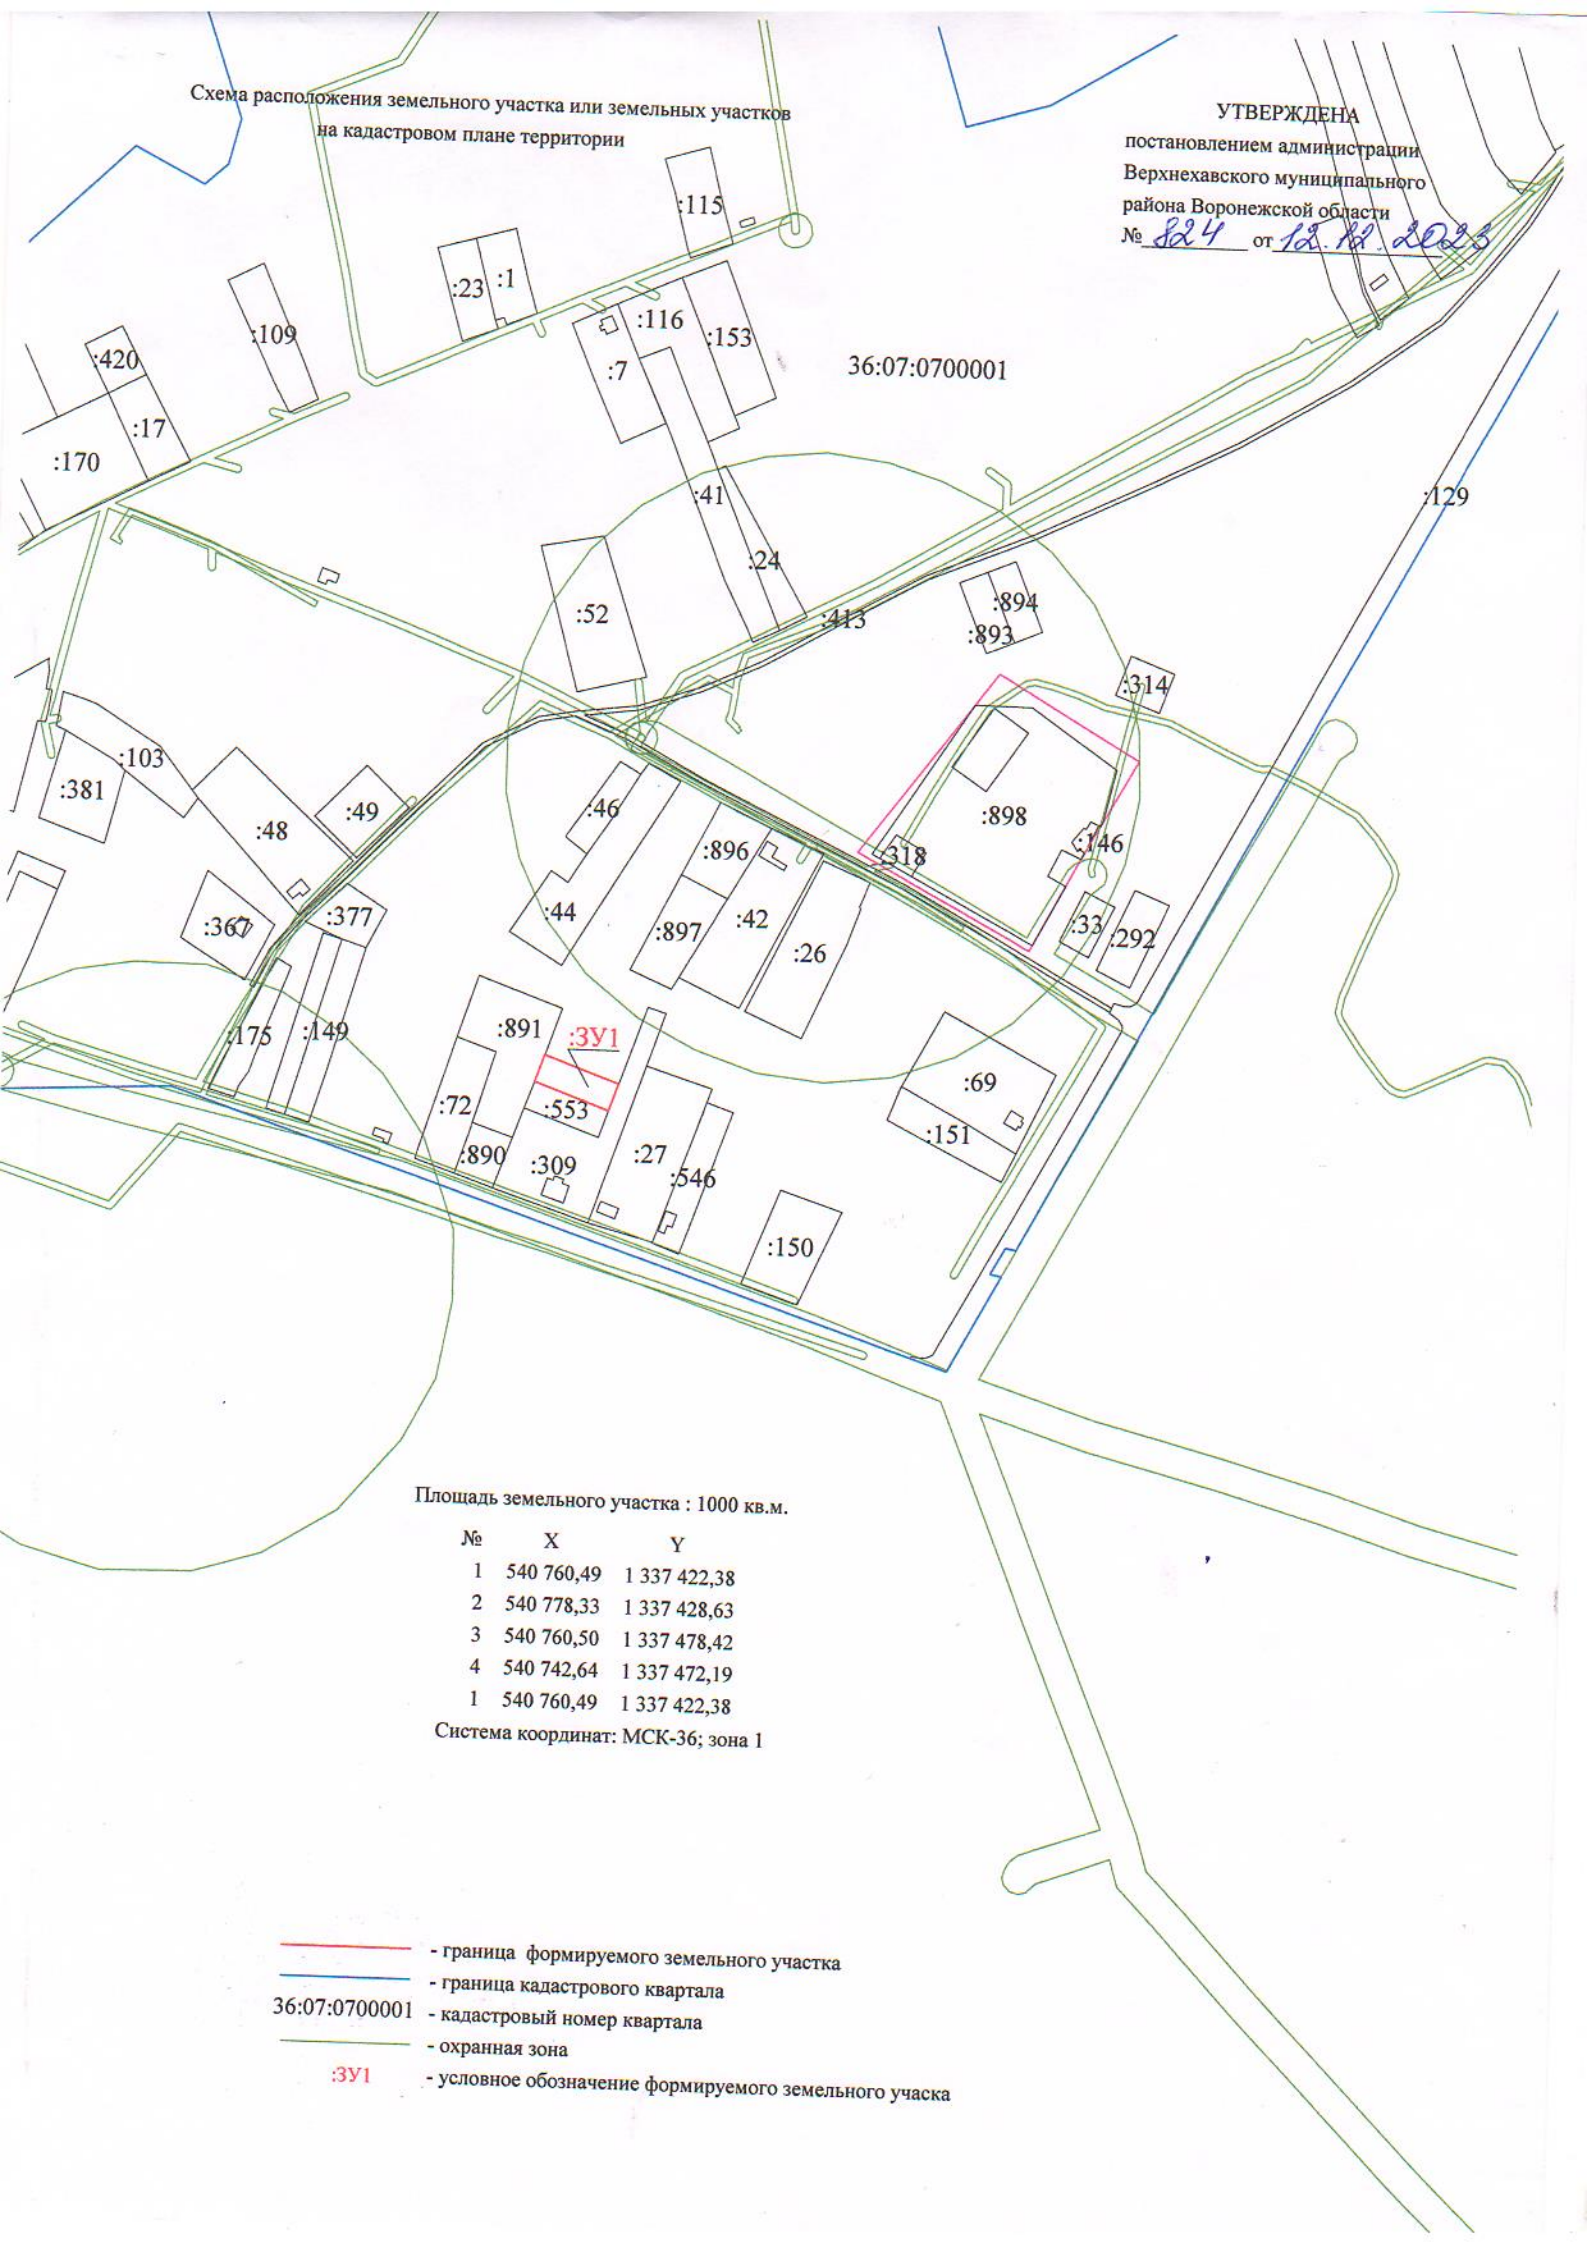 Схема расположения земельного участка или земельных участков
на кадастровом плане территории
УТВЕРЖДЕНА
постановлением администрации
Верхнехавского муниципального
района Воронежской области
№ 824 от 12.12.2023
:115
:23
:1
:109
:116
:153
:420
:7
36:07:0700001
:17
:170
:41
:129
:24
:52
:413
:894
:893
:314
:103
:381
:49
:46
:48
:898
:896
:146
:318
:44
:377
:367
:42
:897
:33
:292
:26
:891
:ЗУ1
:175
:149
:69
:72
:553
:151
:890
:309
:27
:546
:150
Площадь земельного участка : 1000 кв.м.
№ X Y
1 540 760,49 1 337 422,38
2 540 778,33 1 337 428,63
3 540 760,50 1 337 478,42
4 540 742,64 1 337 472,19
1 540 760,49 1 337 422,38
Система координат: МСК-36; зона 1
- граница формируемого земельного участка
- граница кадастрового квартала
36:07:0700001 - кадастровый номер квартала
- охранная зона
:ЗУ1 - условное обозначение формируемого земельного учаска